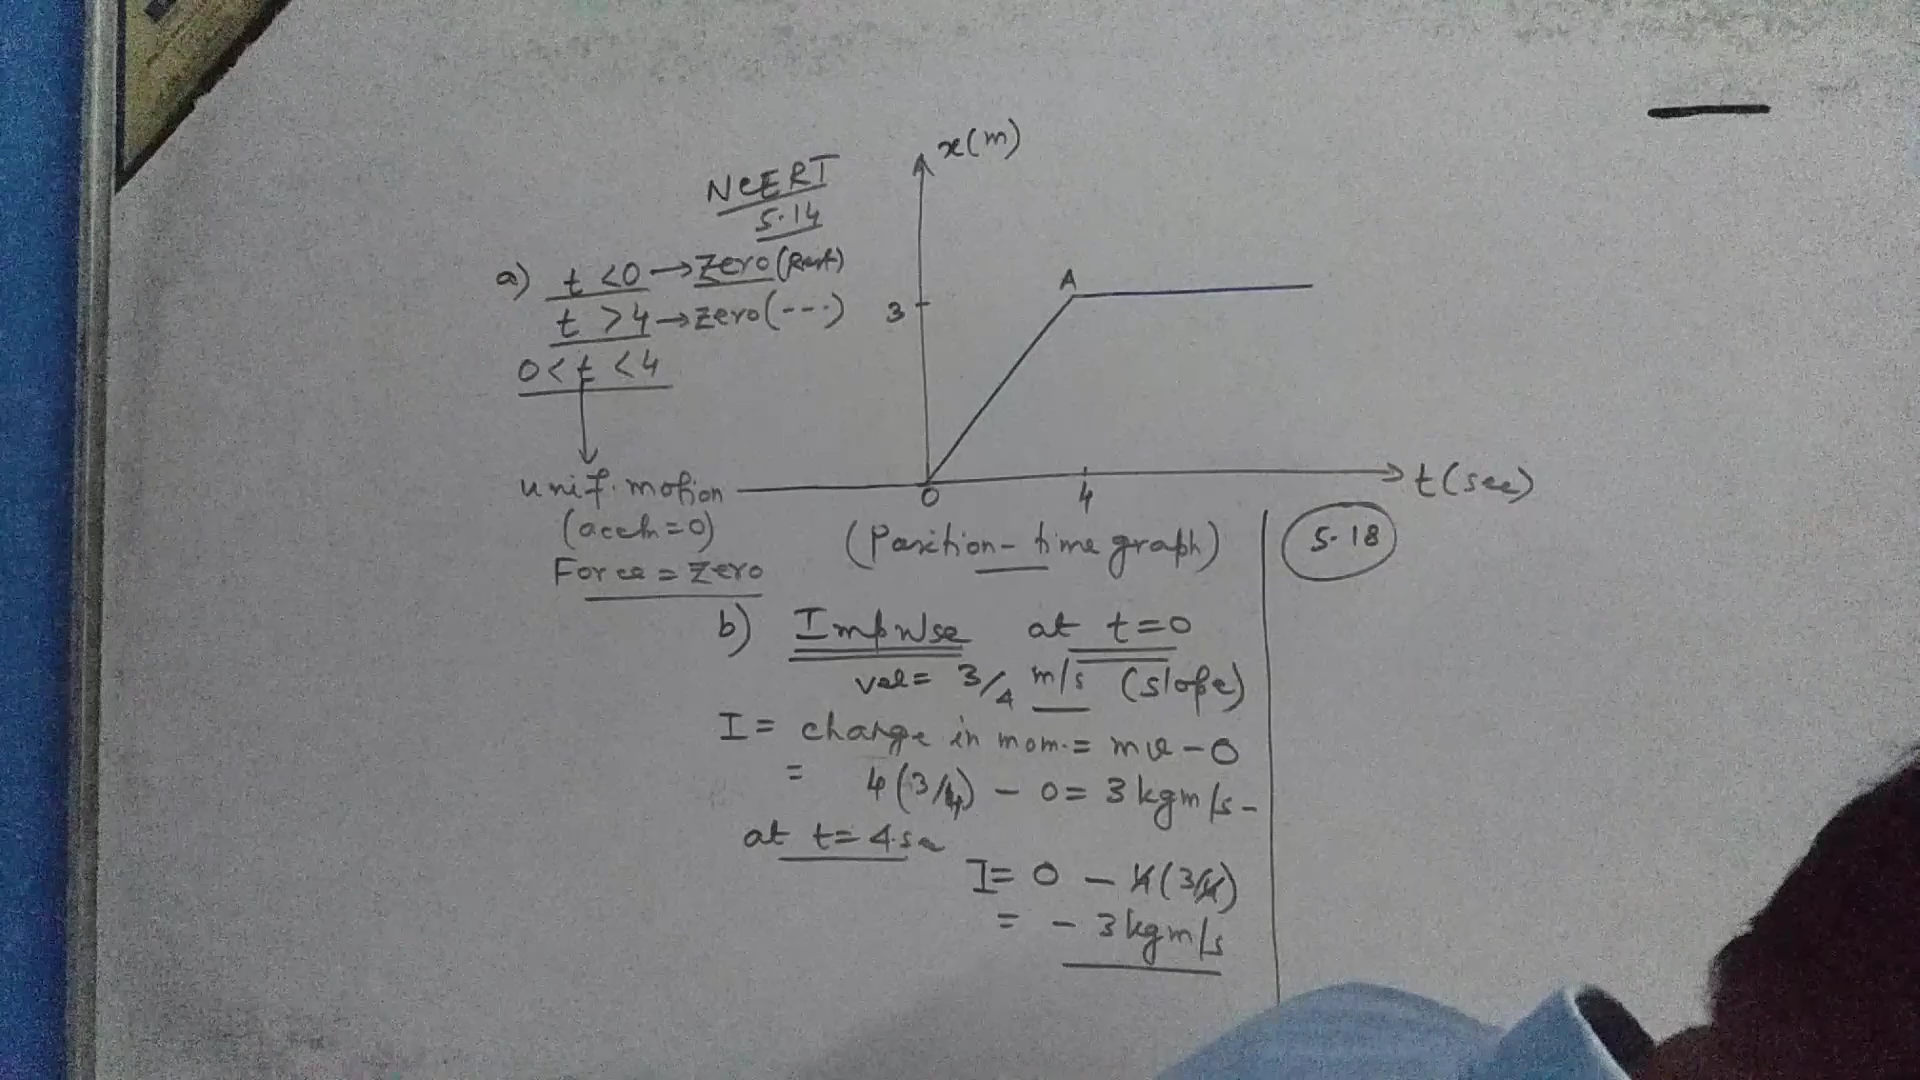 x(m)
NCERT
5.14
a) t <0 → zero (Rest)
t >4 → zero (---)
0 < t < 4
A
3
unif. motion
0
4
t(sec)
(accln = 0)
Force = zero
(Position - time graph)
5.18
b) Impulse at t=0
vel = 3/4 m/s (slope)
I = change in mom. = mv - 0
= 4(3/4) - 0 = 3 kg m/s -
at t = 4 sec
I = 0 - 4(3/4)
= - 3 kg m/s